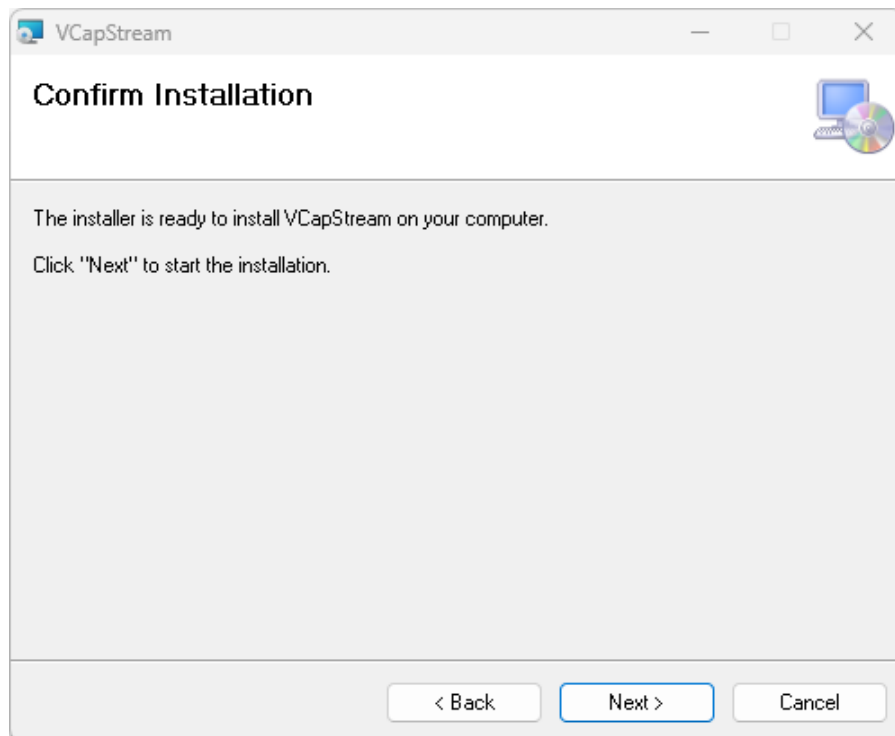 VCapStream
Confirm Installation
The installer is ready to install VCapStream on your computer.
Click "Next" to start the installation.
< Back
Next >
Cancel